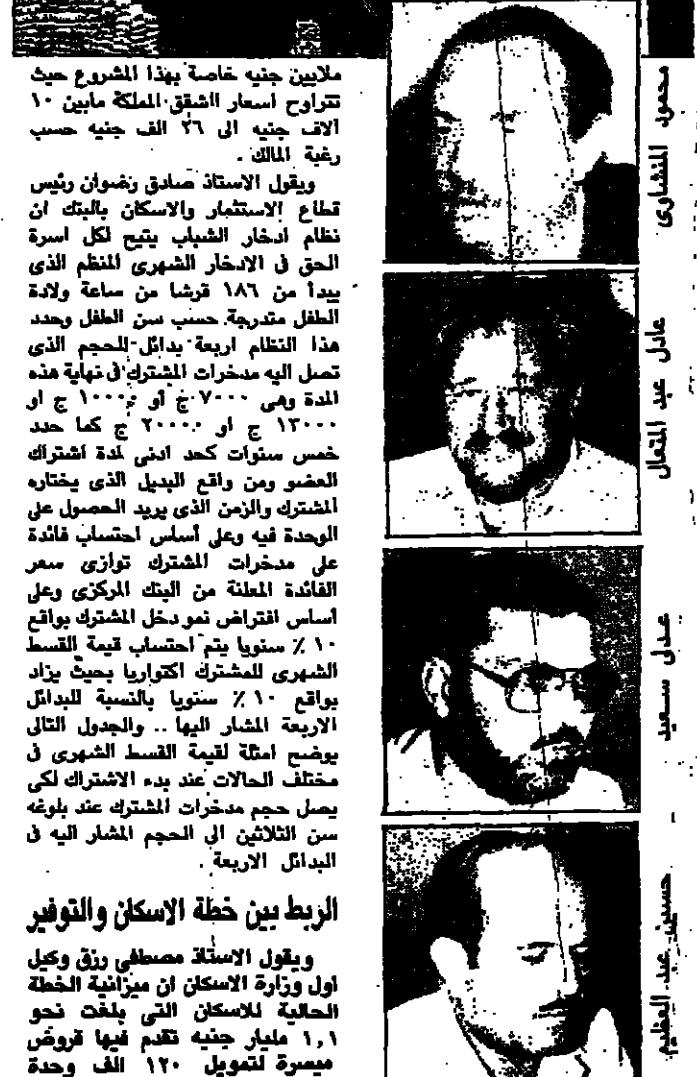 ملايين جنيه خاصة بهذا المشروع حيث
تتراوح اسعار الشقق المملكة مابين ١٠
آلاف جنيه الى ٢٦ الف جنيه حسب
رغبة المالك .
ويقول الاستاذ صادق رضوان رئيس
قطاع الاستثمار والاسكان بالبنك ان
نظام ادخار الشباب يتيح لكل اسرة
الحق فى الادخار الشهرى المنظم الذى
يبدأ من ١٨٦ قرشا من ساعة ولادة
الطفل متدرجة حسب سن الطفل وحدد
هذا النظام اربعة بدائل للحجم الذى
تصل اليه مدخرات المشترك فى نهاية هذه
المدة وهى ٧٠٠٠ ج أو ١٠٠٠٠ ج او
١٣٠٠٠ ج او ٢٠٠٠٠ ج كما حدد
خمس سنوات كحد ادنى لمدة اشتراك
العضو ومن واقع البديل الذى يختاره
المشترك والزمن الذى يريد الحصول على
الوحدة فيه وعلى أساس احتساب فائدة
على مدخرات المشترك توازى سعر
الفائدة المعلنة من البنك المركزى وعلى
أساس افتراض نمو دخل المشترك بواقع
١٠ ٪ سنويا يتم احتساب قيمة القسط
الشهرى للمشترك اكتواريا بحيث يزاد
بواقع ١٠ ٪ سنويا بالنسبة للبدائل
الاربعة المشار اليها .. والجدول التالى
يوضح امثلة لقيمة القسط الشهرى فى
مختلف الحالات عند بدء الاشتراك لكى
يصل حجم مدخرات المشترك عند بلوغه
سن الثلاثين الى الحجم المشار اليه فى
البدائل الاربعة .
الربط بين خطة الاسكان والتوفير
ويقول الاستاذ مصطفى رزق وكيل
أول وزارة الاسكان ان ميزانية الخطة
الحالية للاسكان التى بلغت نحو
١,١ مليار جنيه تقدم فيها قروض
ميسرة لتمويل ١٢٠ الف وحدة
محمود المنشاوى
عادل عبد المتعال
عدلى سعيد
حسين عبد العظيم